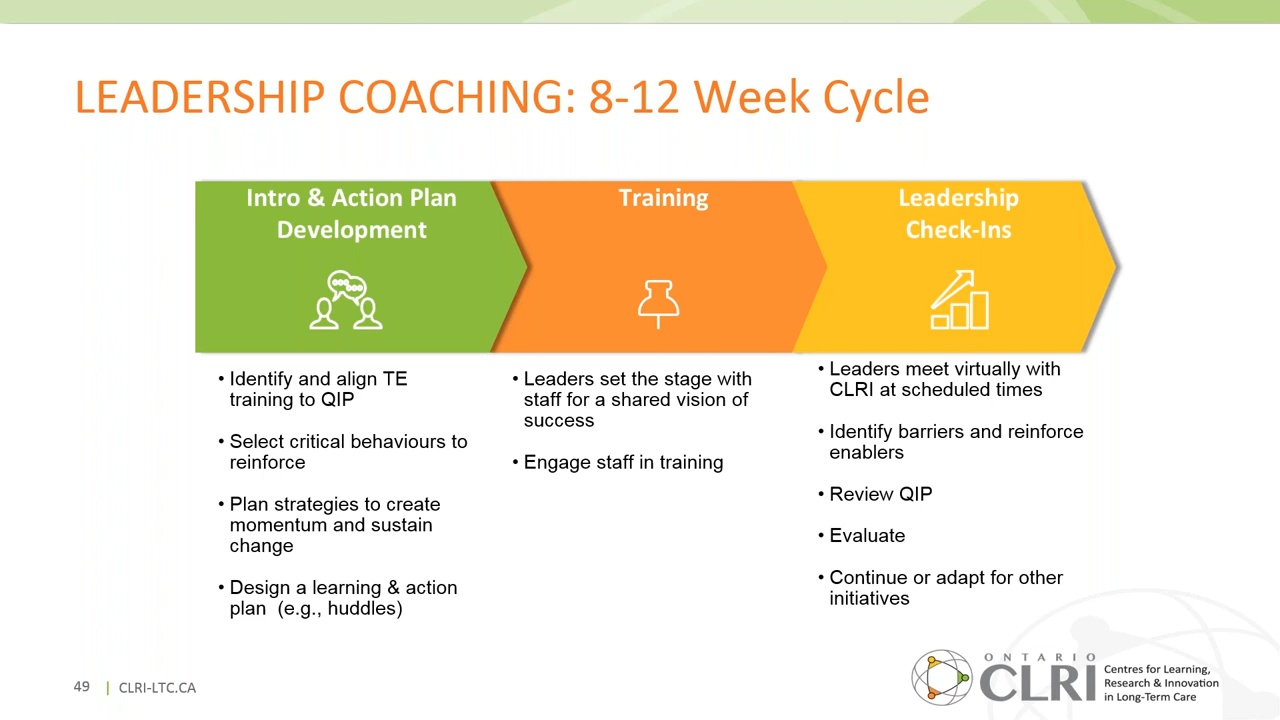 LEADERSHIP COACHING: 8-12 Week Cycle
Intro & Action Plan
Development
• Identify and align TE
training to QIP
• Select critical behaviours to
reinforce
• Plan strategies to create
momentum and sustain
change
• Design a learning & action
plan (e.g., huddles)
Training
• Leaders set the stage with
staff for a shared vision of
success
• Engage staff in training
Leadership
Check-Ins
• Leaders meet virtually with
CLRI at scheduled times
• Identify barriers and reinforce
enablers
• Review QIP
• Evaluate
• Continue or adapt for other
initiatives
49 | CLRI-LTC.CA
ONTARIO
CLRI
Centres for Learning,
Research & Innovation
in Long-Term Care